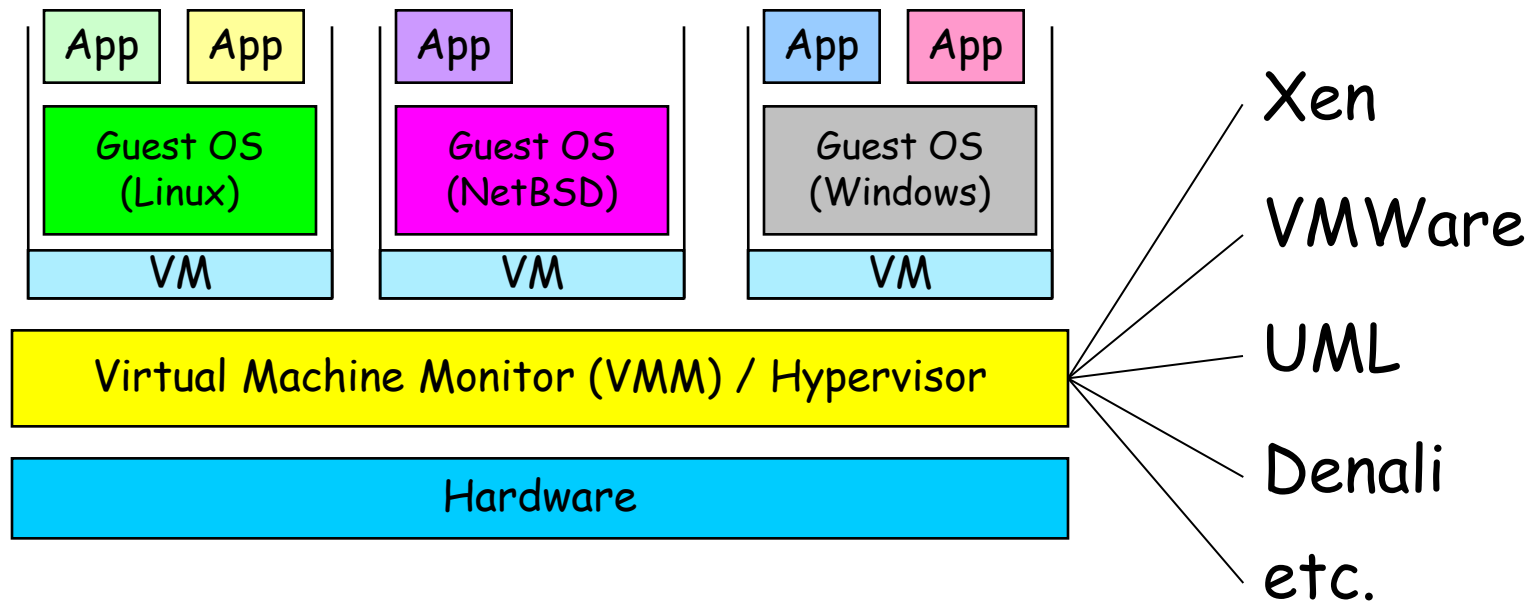 App
App
App
App
App
Guest OS
(Linux)
Guest OS
(NetBSD)
Guest OS
(Windows)
VM
VM
VM
Virtual Machine Monitor (VMM) / Hypervisor
Hardware
Xen
VMWare
UML
Denali
etc.